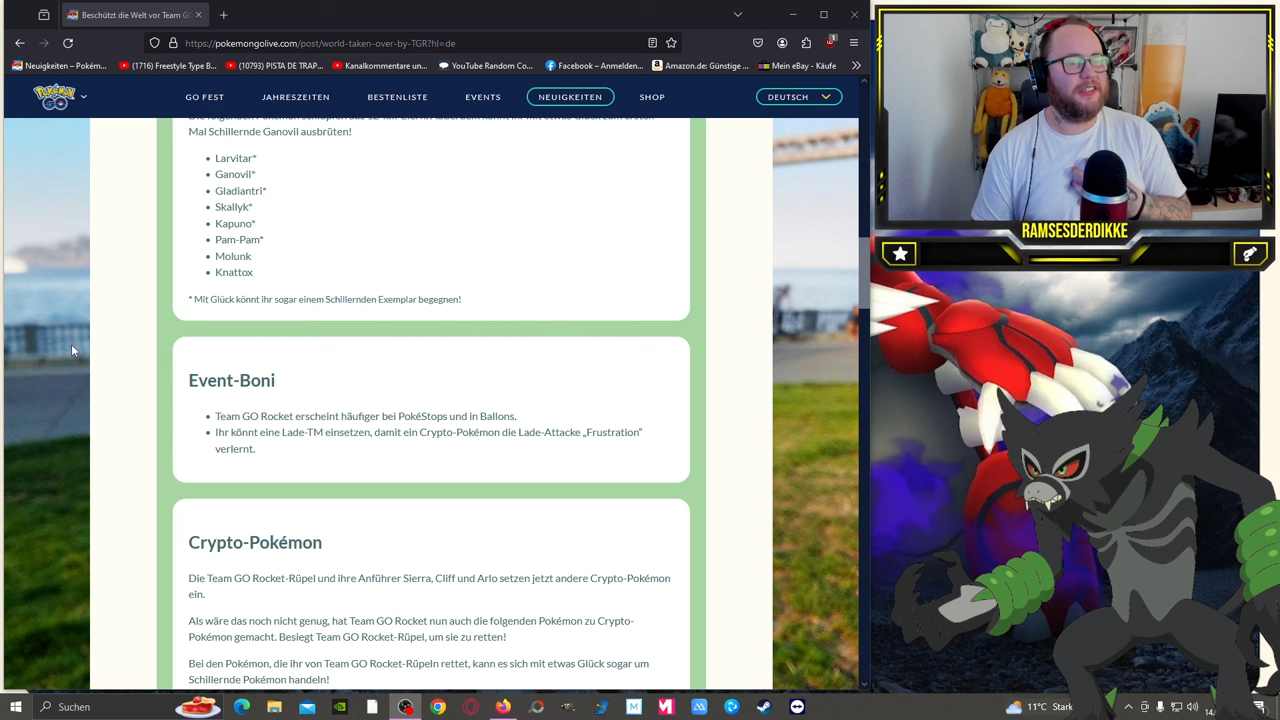 Beschützt die Welt vor Team GO
https://pokemongolive.com/post/world-taken-over-by-TGR?hl=de
1
Neuigkeiten – Pokém...
(1716) Freestyle Type B...
(10793) PISTA DE TRAP...
Kanalkommentare un...
YouTube Random Co...
Facebook – Anmelden...
Amazon.de: Günstige ...
Mein eBay - Käufe
Pokémon GO
GO FEST
JAHRESZEITEN
BESTENLISTE
EVENTS
NEUIGKEITEN
SHOP
DEUTSCH
Mal Schillernde Ganovil ausbrüten!
• Larvitar*
• Ganovil*
• Gladiantri*
• Skallyk*
• Kapuno*
• Pam-Pam*
• Molunk
• Knattox
* Mit Glück könnt ihr sogar einem Schillernden Exemplar begegnen!
Event-Boni
• Team GO Rocket erscheint häufiger bei PokéStops und in Ballons.
• Ihr könnt eine Lade-TM einsetzen, damit ein Crypto-Pokémon die Lade-Attacke „Frustration“
verlernt.
Crypto-Pokémon
Die Team GO Rocket-Rüpel und ihre Anführer Sierra, Cliff und Arlo setzen jetzt andere Crypto-Pokémon
ein.
Als wäre das noch nicht genug, hat Team GO Rocket nun auch die folgenden Pokémon zu Crypto-
Pokémon gemacht. Besiegt Team GO Rocket-Rüpel, um sie zu retten!
Bei den Pokémon, die ihr von Team GO Rocket-Rüpeln rettet, kann es sich mit etwas Glück sogar um
Schillernde Pokémon handeln!
RAMSESDERDIKKE
Suchen
11°C Stark